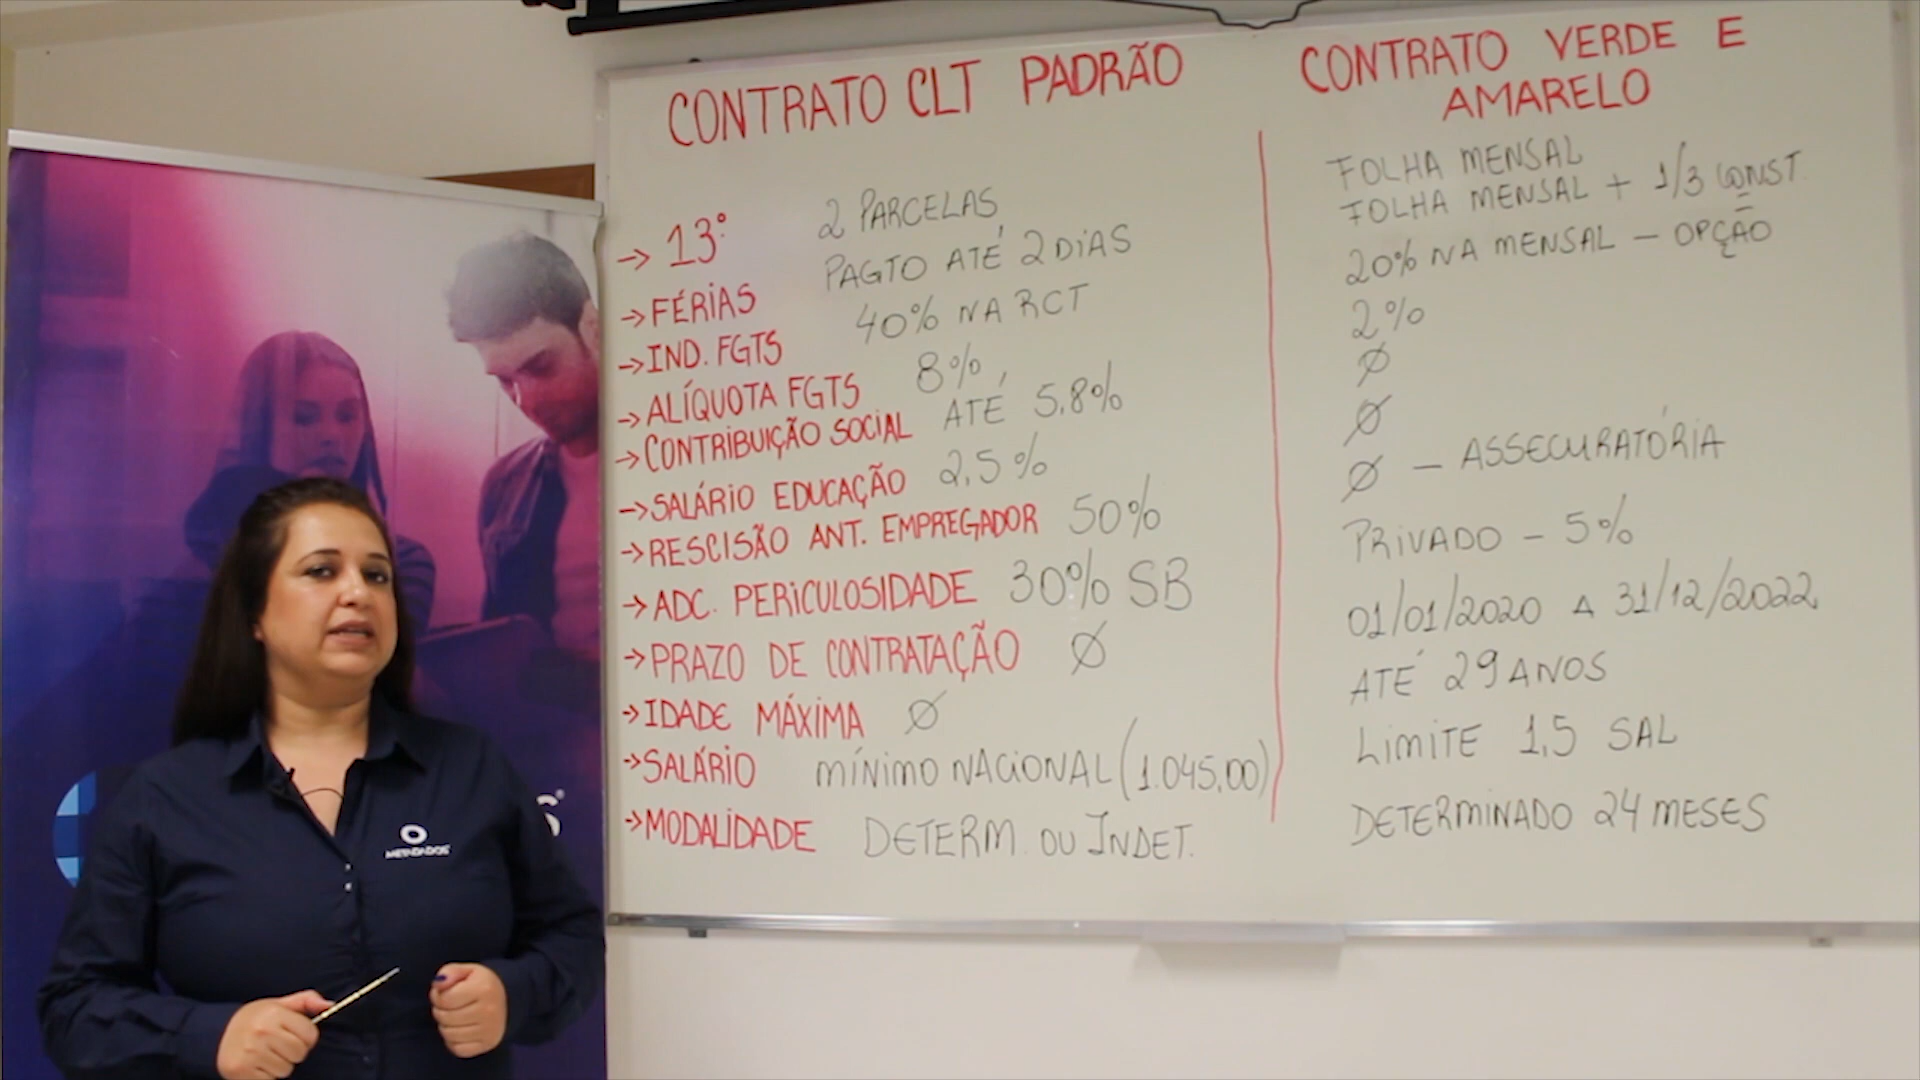 CONTRATO CLT PADRÃO
→ 13º 2 PARCELAS
→ FÉRIAS PAGTO ATÉ 2 DIAS
→ IND. FGTS 40% NA RCT
→ ALÍQUOTA FGTS 8%
→ CONTRIBUIÇÃO SOCIAL ATÉ 5,8%
→ SALÁRIO EDUCAÇÃO 2,5%
→ RESCISÃO ANT. EMPREGADOR 50%
→ ADC. PERICULOSIDADE 30% SB
→ PRAZO DE CONTRATAÇÃO Ø
→ IDADE MÁXIMA Ø
→ SALÁRIO MÍNIMO NACIONAL (1.045,00)
→ MODALIDADE DETERM. OU INDET.
CONTRATO VERDE E
AMARELO
FOLHA MENSAL
FOLHA MENSAL + 1/3 CONST.
20% NA MENSAL – OPÇÃO
2%
Ø
Ø
Ø – ASSECURATÓRIA
PRIVADO – 5%
01/01/2020 A 31/12/2022
ATÉ 29 ANOS
LIMITE 1,5 SAL
DETERMINADO 24 MESES
METADADOS